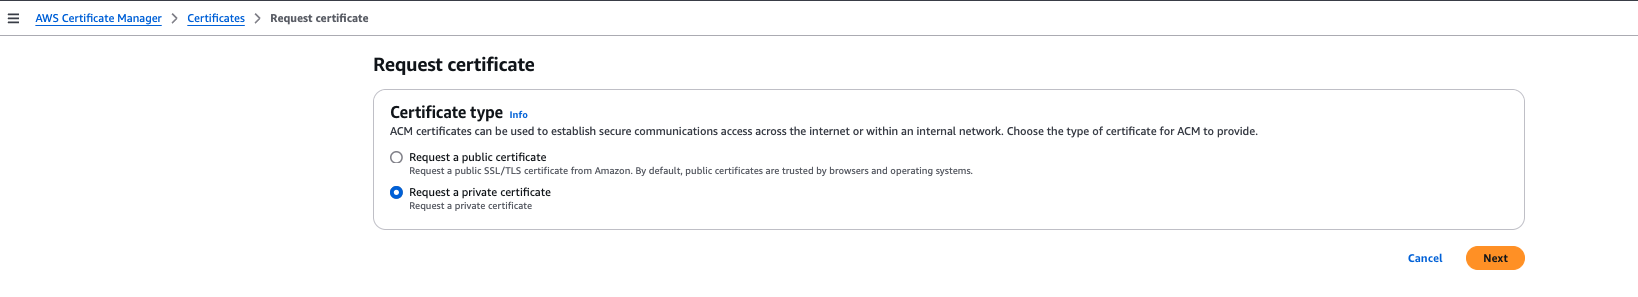 AWS Certificate Manager > Certificates > Request certificate
Request certificate
Certificate type Info
ACM certificates can be used to establish secure communications access across the internet or within an internal network. Choose the type of certificate for ACM to provide.
Request a public certificate
Request a public SSL/TLS certificate from Amazon. By default, public certificates are trusted by browsers and operating systems.
Request a private certificate
Request a private certificate
Cancel Next